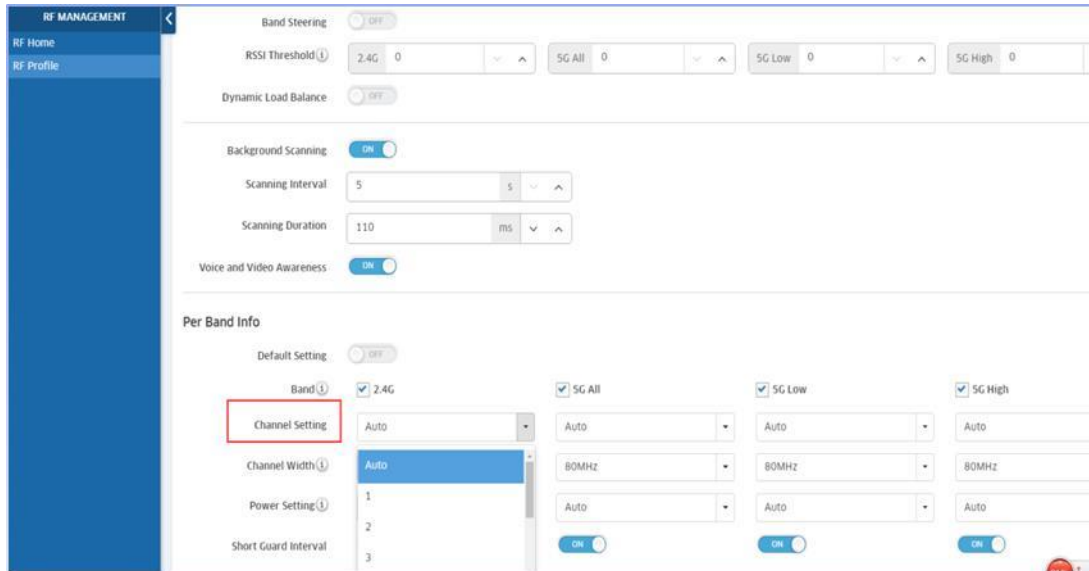 RF MANAGEMENT
RF Home
RF Profile
Band Steering OFF
RSSI Threshold 2.4G 0 5G All 0 5G Low 0 5G High 0
Dynamic Load Balance OFF
Background Scanning ON
Scanning Interval 5 s
Scanning Duration 110 ms
Voice and Video Awareness ON
Per Band Info
Default Setting OFF
Band 2.4G 5G All 5G Low 5G High
Channel Setting Auto Auto Auto Auto
Channel Width Auto 80MHz 80MHz 80MHz
1
Power Setting Auto Auto Auto
2
Short Guard Interval ON ON ON
3